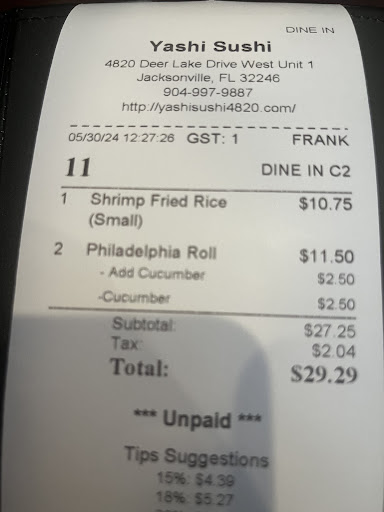 DINE IN
Yashi Sushi
4820 Deer Lake Drive West Unit 1
Jacksonville, FL 32246
904-997-9887
http://yashisushi4820.com/
05/30/24 12:27:26 GST: 1 FRANK
11 DINE IN C2
1 Shrimp Fried Rice $10.75
(Small)
2 Philadelphia Roll $11.50
- Add Cucumber $2.50
-Cucumber $2.50
Subtotal: $27.25
Tax: $2.04
Total: $29.29
*** Unpaid ***
Tips Suggestions
15%: $4.39
18%: $5.27